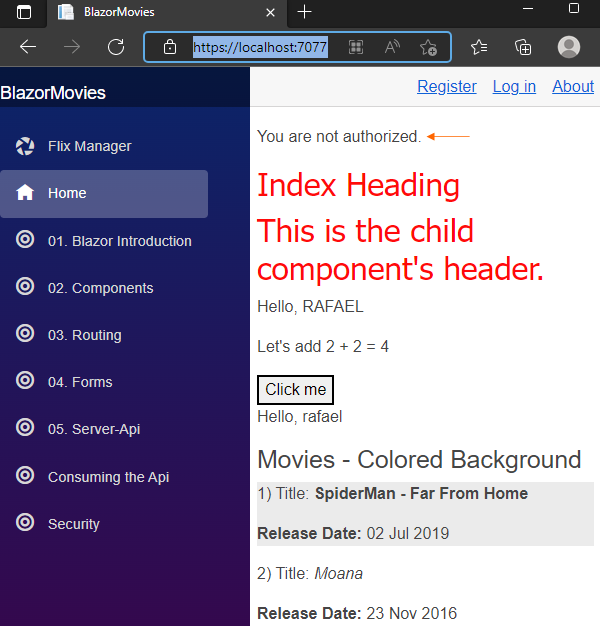 BlazorMovies
https://localhost:7077
BlazorMovies
Register Log in About
Flix Manager
Home
01. Blazor Introduction
02. Components
03. Routing
04. Forms
05. Server-Api
Consuming the Api
Security
You are not authorized.
Index Heading
This is the child
component's header.
Hello, RAFAEL
Let's add 2 + 2 = 4
Click me
Hello, rafael
Movies - Colored Background
1) Title: SpiderMan - Far From Home
Release Date: 02 Jul 2019
2) Title: Moana
Release Date: 23 Nov 2016